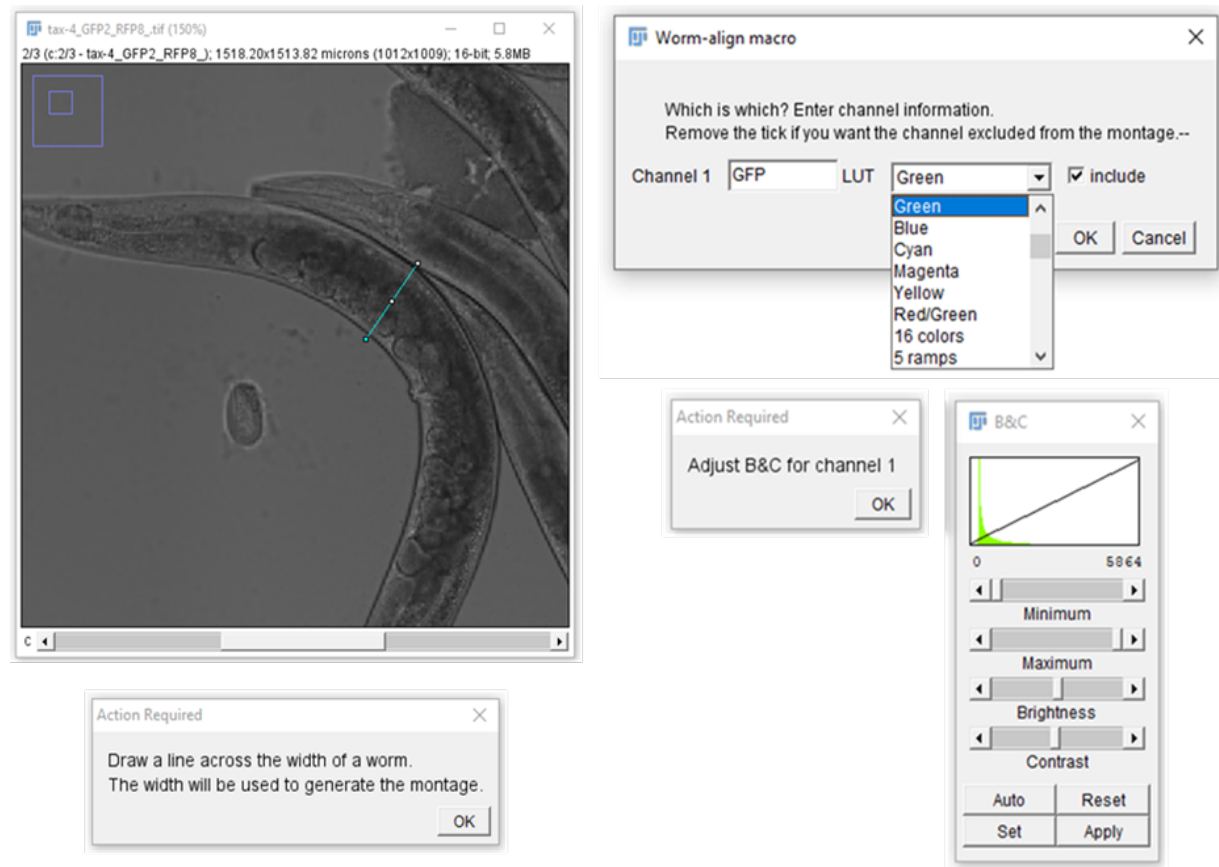 tax-4_GFP2_RFP8_.tif (150%)
2/3 (c:2/3 - tax-4_GFP2_RFP8_); 1518.20x1513.82 microns (1012x1009); 16-bit; 5.8MB
C
Action Required
Draw a line across the width of a worm.
The width will be used to generate the montage.
OK
Worm-align macro
Which is which? Enter channel information.
Remove the tick if you want the channel excluded from the montage.--
Channel 1 GFP LUT Green include
Green
Blue
Cyan
Magenta
Yellow
Red/Green
16 colors
5 ramps
OK Cancel
Action Required
Adjust B&C for channel 1
OK
B&C
0 5864
Minimum
Maximum
Brightness
Contrast
Auto Reset
Set Apply